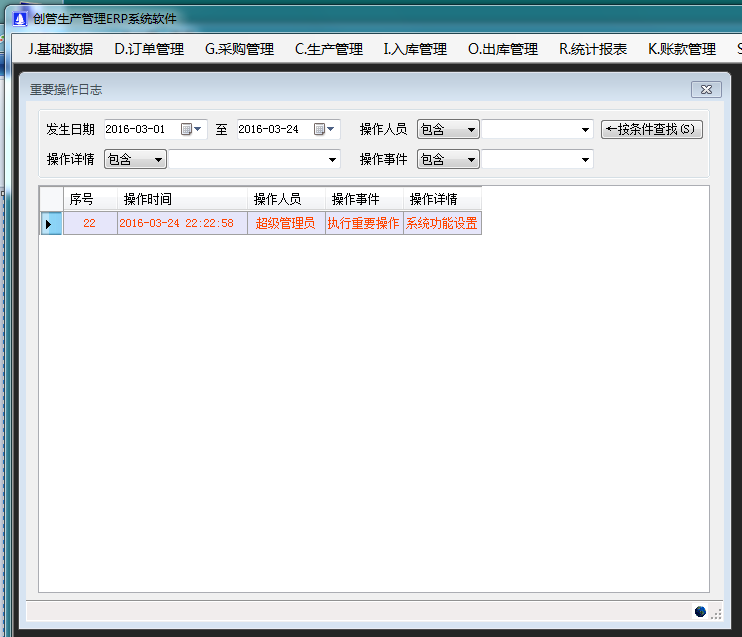 创管生产管理ERP系统软件
J.基础数据 D.订单管理 G.采购管理 C.生产管理 I.入库管理 O.出库管理 R.统计报表 K.账款管理 S
重要操作日志
发生日期 2016-03-01 至 2016-03-24 操作人员 包含 ←按条件查找(S)
操作详情 包含 操作事件 包含
序号 操作时间 操作人员 操作事件 操作详情
22 2016-03-24 22:22:58 超级管理员 执行重要操作 系统功能设置